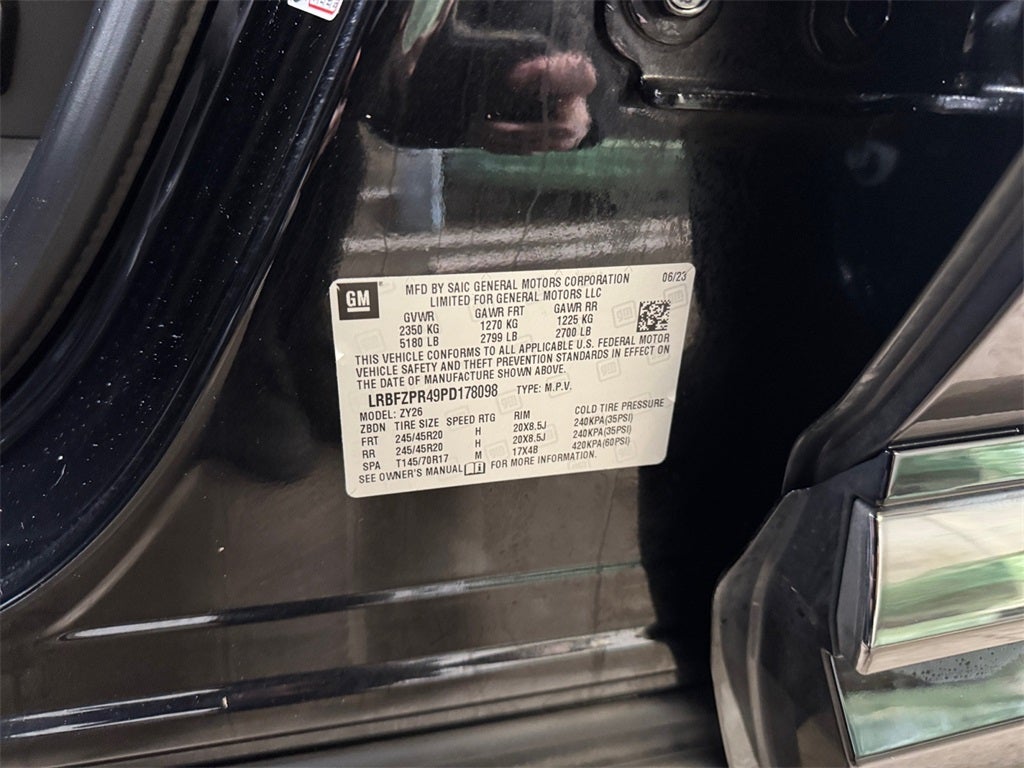 GM
MFD BY SAIC GENERAL MOTORS CORPORATION 06/23
LIMITED FOR GENERAL MOTORS LLC
GVWR GAWR FRT GAWR RR
2350 KG 1270 KG 1225 KG
5180 LB 2799 LB 2700 LB
THIS VEHICLE CONFORMS TO ALL APPLICABLE U.S. FEDERAL MOTOR
VEHICLE SAFETY AND THEFT PREVENTION STANDARDS IN EFFECT ON
THE DATE OF MANUFACTURE SHOWN ABOVE.
LRBFZPR49PD178098 TYPE: M.P.V.
MODEL: ZY26
ZBDN TIRE SIZE SPEED RTG RIM COLD TIRE PRESSURE
FRT 245/45R20 H 20X8.5J 240KPA(35PSI)
RR 245/45R20 H 20X8.5J 240KPA(35PSI)
SPA T145/70R17 M 17X4B 420KPA(60PSI)
SEE OWNER'S MANUAL FOR MORE INFORMATION.